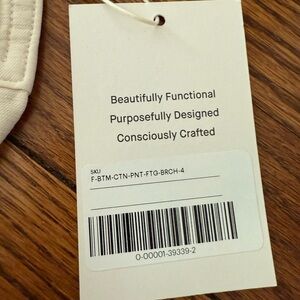 Beautifully Functional
Purposefully Designed
Consciously Crafted
SKU
F-BTM-CTN-PNT-FTG-BRCH-4
0-00001-39339-2